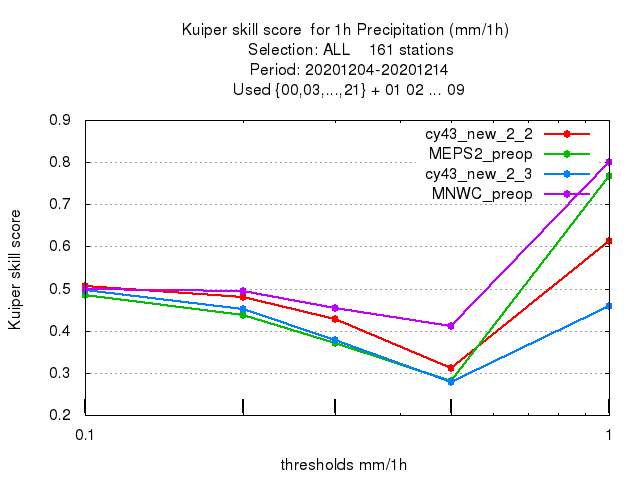 Kuiper skill score  for 1h Precipitation (mm/1h)
Selection: ALL    161 stations
Period: 20201204-20201214
Used {00,03,...,21} + 01 02 ... 09
cy43_new_2_2
MEPS2_preop
cy43_new_2_3
MNWC_preop
Kuiper skill score
0.9
0.8
0.7
0.6
0.5
0.4
0.3
0.2
0.1
1
thresholds mm/1h